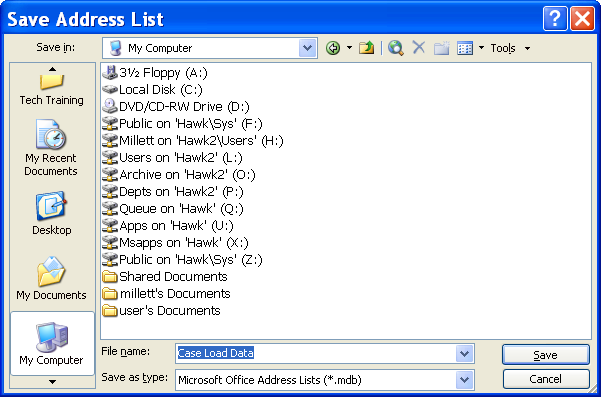 Save Address List
Save in: My Computer Tools
Tech Training
My Recent
Documents
Desktop
My Documents
My Computer
3½ Floppy (A:)
Local Disk (C:)
DVD/CD-RW Drive (D:)
Public on 'Hawk\Sys' (F:)
Millett on 'Hawk2\Users' (H:)
Users on 'Hawk2' (L:)
Archive on 'Hawk2' (O:)
Depts on 'Hawk2' (P:)
Queue on 'Hawk' (Q:)
Apps on 'Hawk' (U:)
Msapps on 'Hawk' (X:)
Public on 'Hawk\Sys' (Z:)
Shared Documents
millett's Documents
user's Documents
File name: Case Load Data Save
Save as type: Microsoft Office Address Lists (*.mdb) Cancel